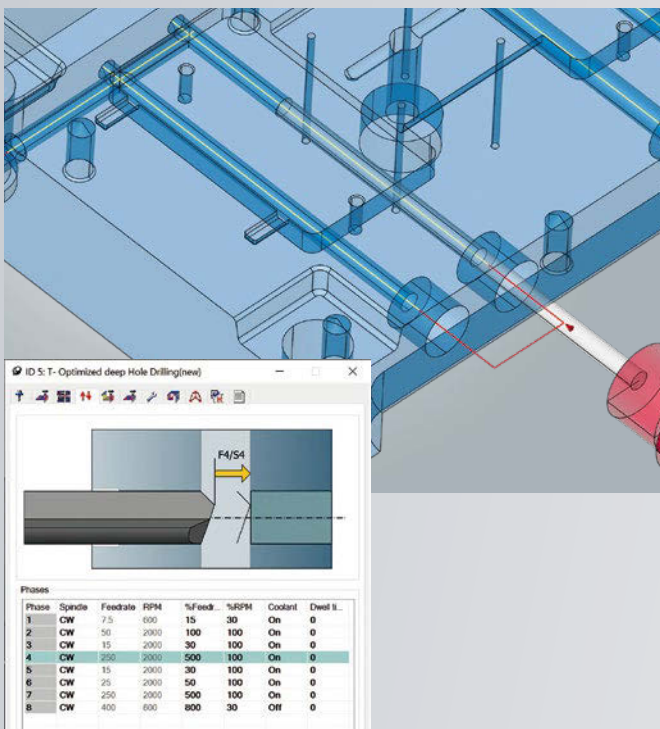 ID 5: T- Optimized deep Hole Drilling(new)
F4/S4
Phases
Phase Spindle Feedrate RPM %Feedr... %RPM Coolant Dwell ti...
1 CW 7.5 600 15 30 On 0
2 CW 50 2000 100 100 On 0
3 CW 15 2000 30 100 On 0
4 CW 250 2000 500 100 On 0
5 CW 15 2000 30 100 On 0
6 CW 25 2000 50 100 On 0
7 CW 250 2000 500 100 On 0
8 CW 400 600 800 30 Off 0